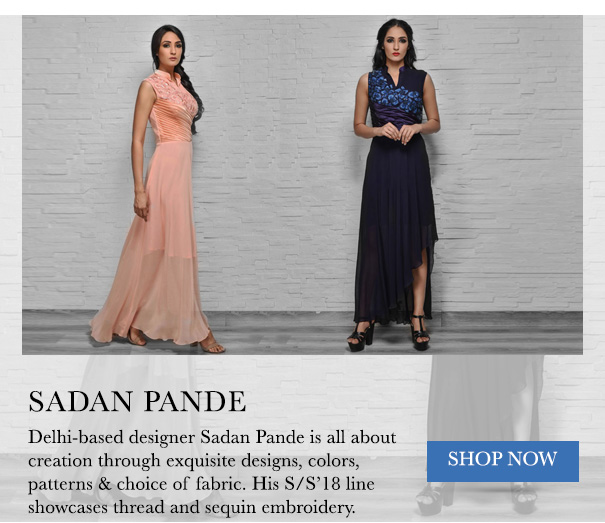 SADAN PANDE
Delhi-based designer Sadan Pande is all about
creation through exquisite designs, colors,
patterns & choice of fabric. His S/S’18 line
showcases thread and sequin embroidery.
SHOP NOW